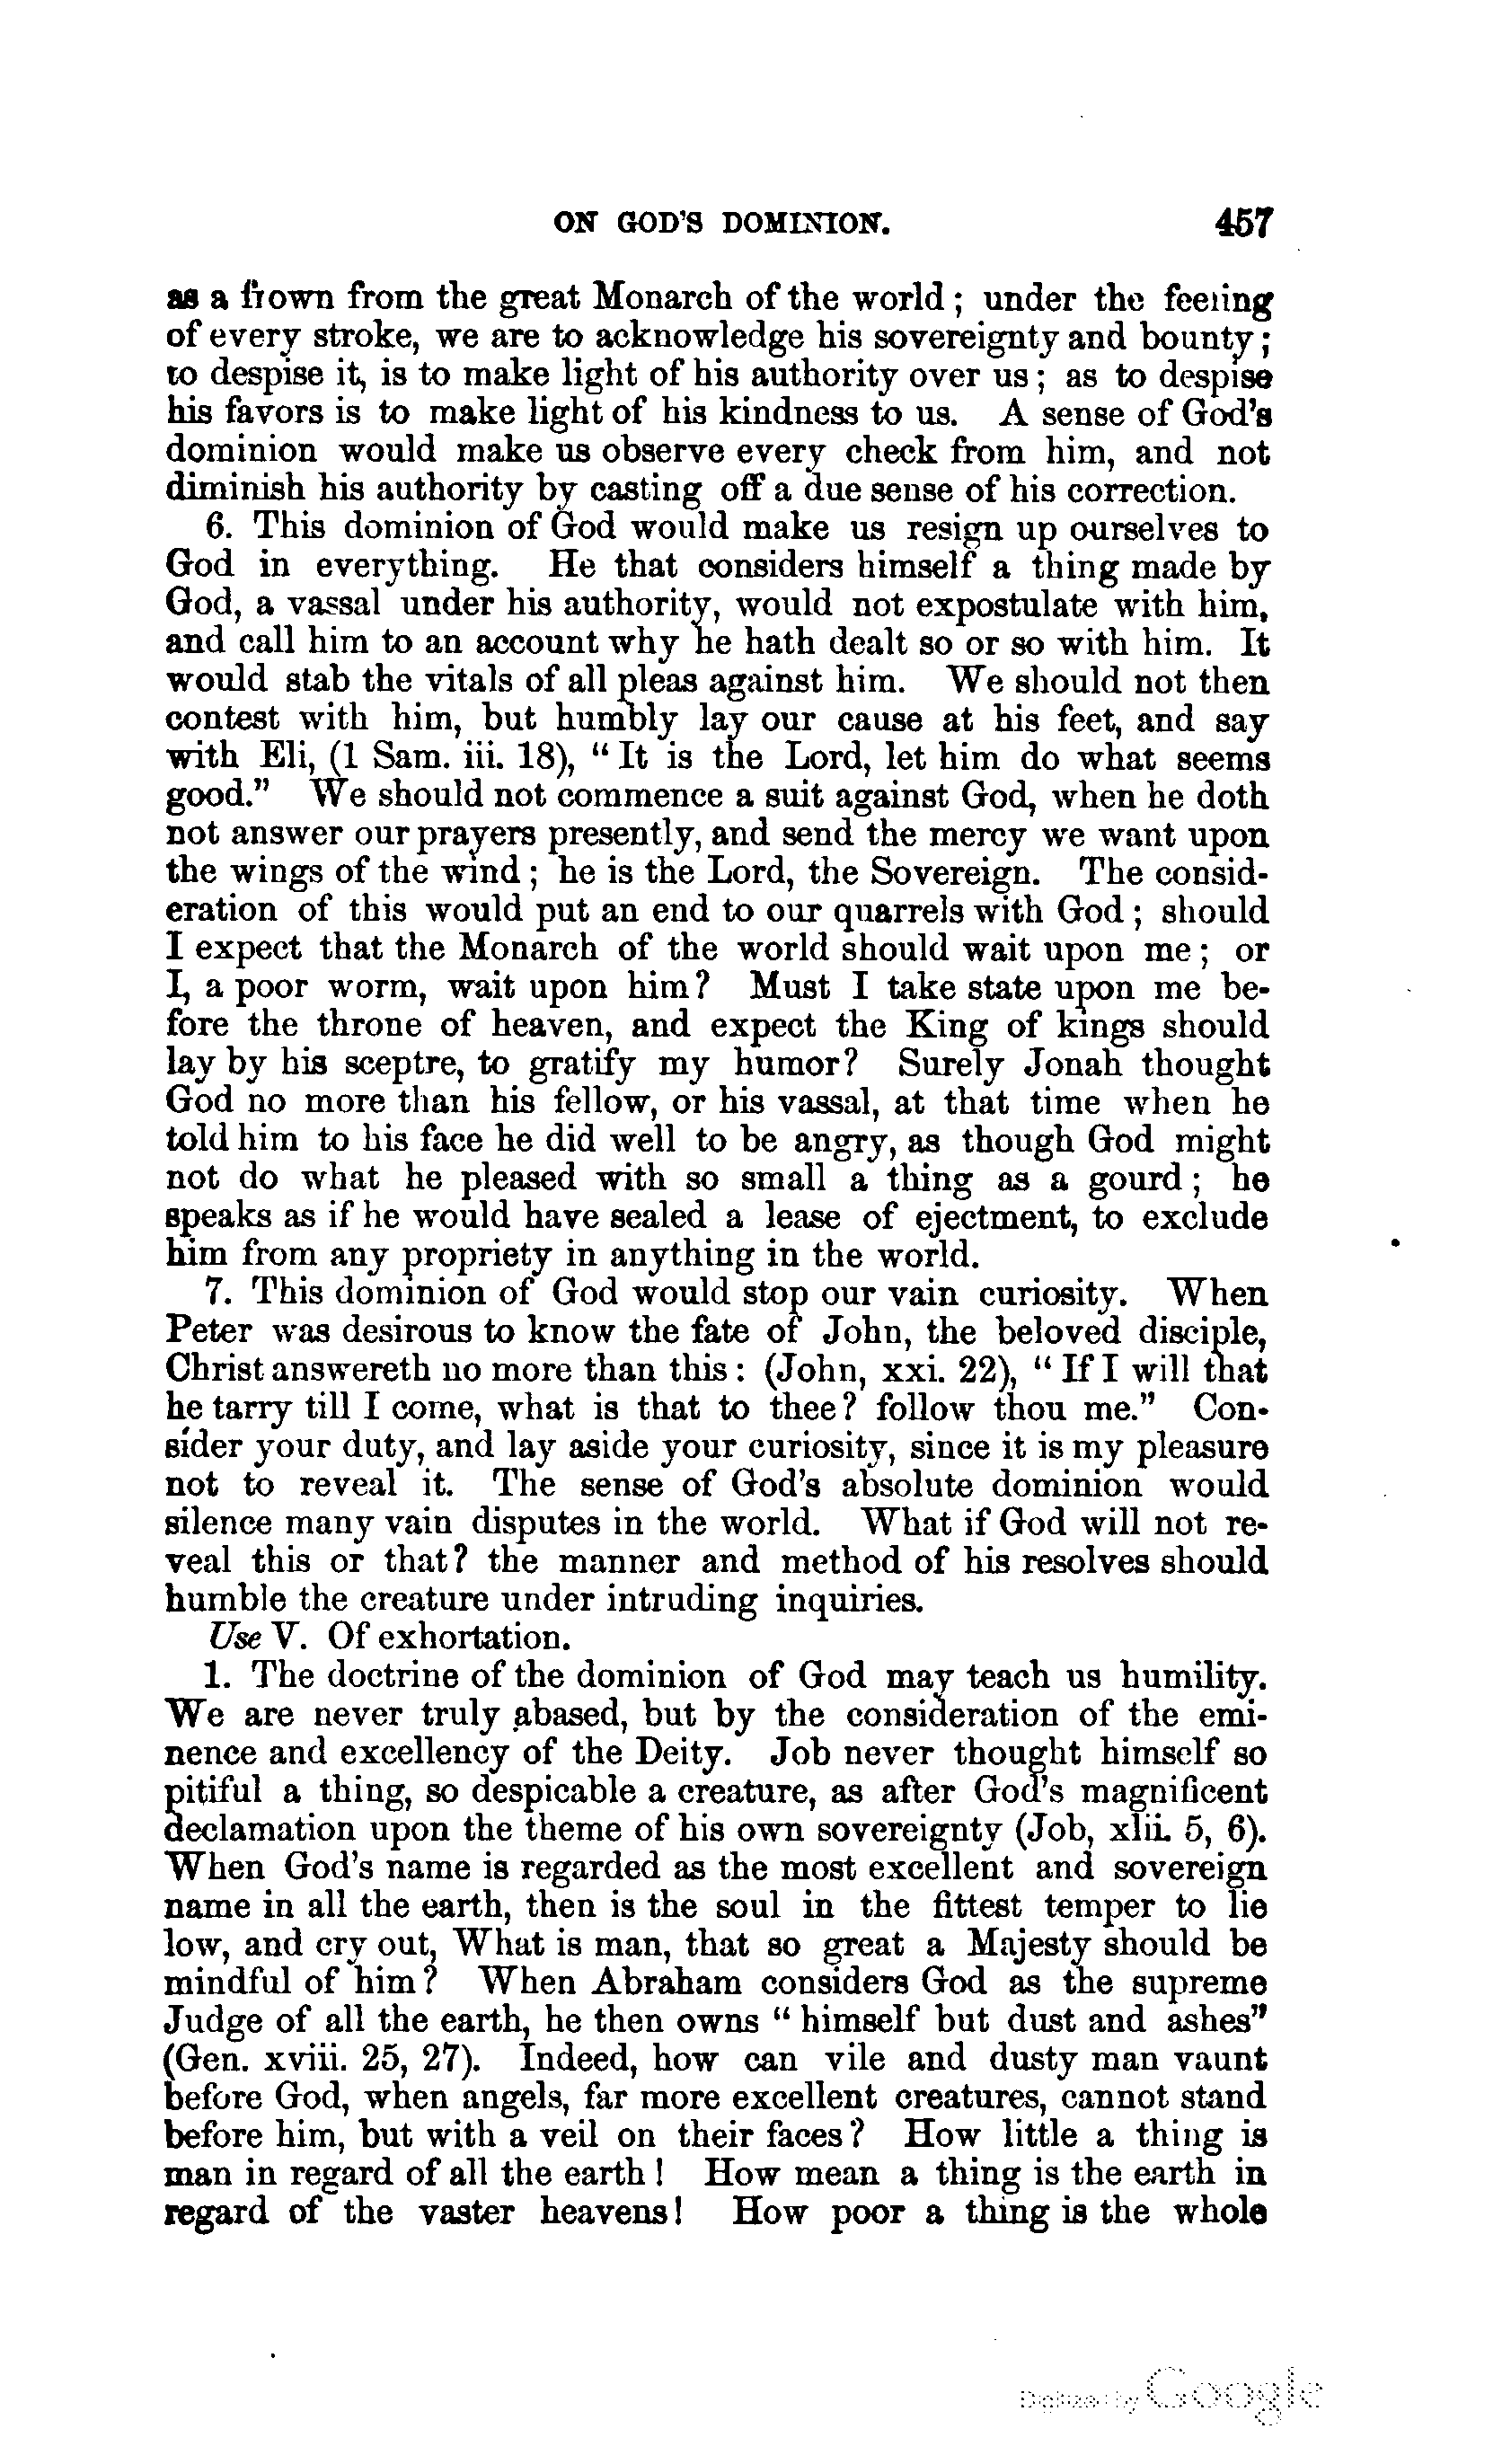 ON GOD'S DOMINION. 457
as a frown from the great Monarch of the world; under the feeling
of every stroke, we are to acknowledge his sovereignty and bounty;
to despise it, is to make light of his authority over us; as to despise
his favors is to make light of his kindness to us. A sense of God's
dominion would make us observe every check from him, and not
diminish his authority by casting off a due sense of his correction.
6. This dominion of God would make us resign up ourselves to
God in everything. He that considers himself a thing made by
God, a vassal under his authority, would not expostulate with him,
and call him to an account why he hath dealt so or so with him. It
would stab the vitals of all pleas against him. We should not then
contest with him, but humbly lay our cause at his feet, and say
with Eli, (1 Sam. iii. 18), "It is the Lord, let him do what seems
good." We should not commence a suit against God, when he doth
not answer our prayers presently, and send the mercy we want upon
the wings of the wind; he is the Lord, the Sovereign. The consid-
eration of this would put an end to our quarrels with God; should
I expect that the Monarch of the world should wait upon me; or
I, a poor worm, wait upon him? Must I take state upon me be-
fore the throne of heaven, and expect the King of kings should
lay by his sceptre, to gratify my humor? Surely Jonah thought
God no more than his fellow, or his vassal, at that time when he
told him to his face he did well to be angry, as though God might
not do what he pleased with so small a thing as a gourd; he
speaks as if he would have sealed a lease of ejectment, to exclude
him from any propriety in anything in the world.
7. This dominion of God would stop our vain curiosity. When
Peter was desirous to know the fate of John, the beloved disciple,
Christ answereth no more than this: (John, xxi. 22), "If I will that
he tarry till I come, what is that to thee? follow thou me." Con-
sider your duty, and lay aside your curiosity, since it is my pleasure
not to reveal it. The sense of God's absolute dominion would
silence many vain disputes in the world. What if God will not re-
veal this or that? the manner and method of his resolves should
humble the creature under intruding inquiries.
Use V. Of exhortation.
1. The doctrine of the dominion of God may teach us humility.
We are never truly abased, but by the consideration of the emi-
nence and excellency of the Deity. Job never thought himself so
pitiful a thing, so despicable a creature, as after God's magnificent
declamation upon the theme of his own sovereignty (Job, xlii. 5, 6).
When God's name is regarded as the most excellent and sovereign
name in all the earth, then is the soul in the fittest temper to lie
low, and cry out, What is man, that so great a Majesty should be
mindful of him? When Abraham considers God as the supreme
Judge of all the earth, he then owns "himself but dust and ashes"
(Gen. xviii. 25, 27). Indeed, how can vile and dusty man vaunt
before God, when angels, far more excellent creatures, cannot stand
before him, but with a veil on their faces? How little a thing is
man in regard of all the earth! How mean a thing is the earth in
regard of the vaster heavens! How poor a thing is the whole
Digitized by Google